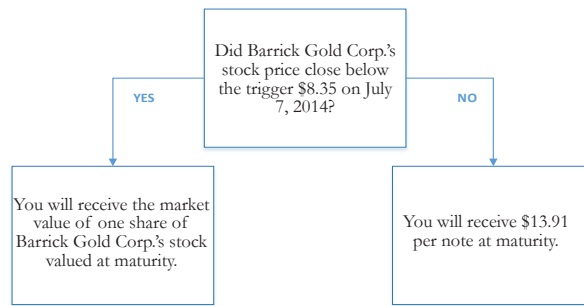 Did Barrick Gold Corp.'s
stock price close below
the trigger $8.35 on July
7, 2014?
YES
NO
You will receive the market
value of one share of
Barrick Gold Corp.'s stock
valued at maturity.
You will receive $13.91
per note at maturity.